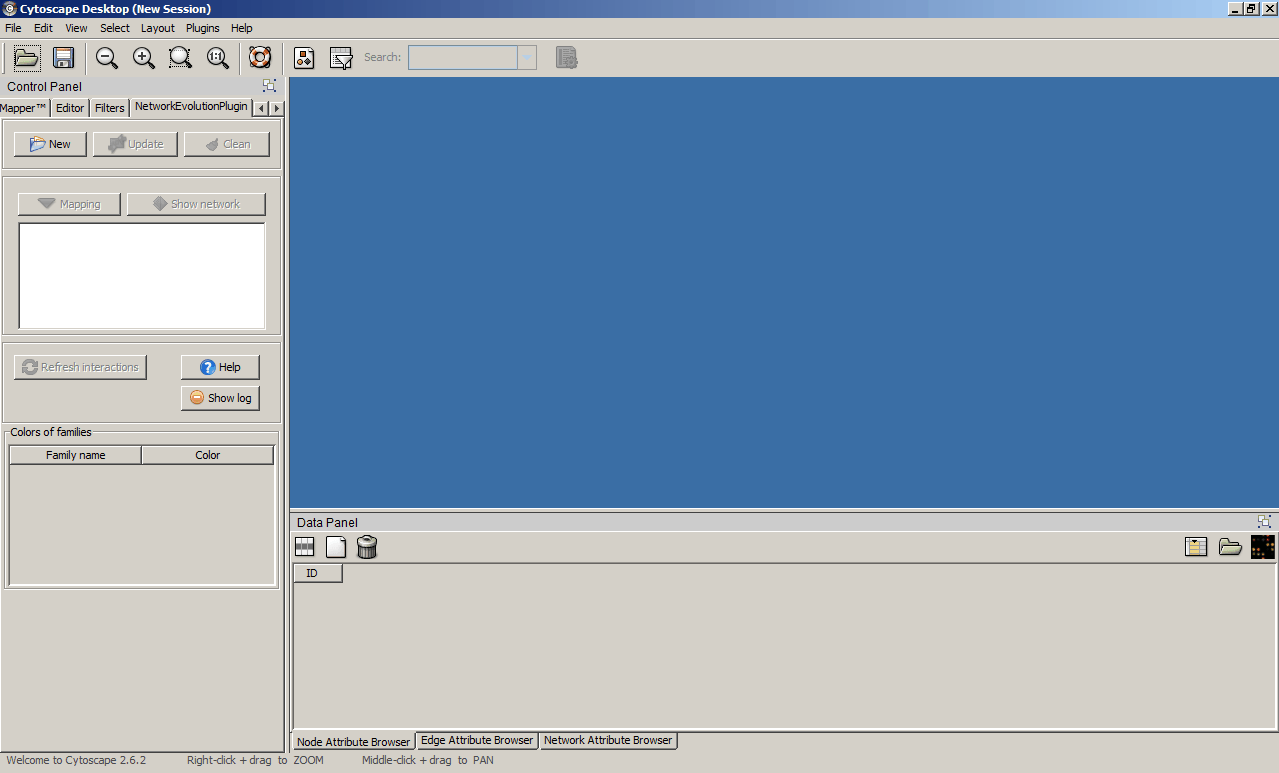 Cytoscape Desktop (New Session)
File Edit View Select Layout Plugins Help
1:1 Search:
Control Panel
Mapper™ Editor Filters NetworkEvolutionPlugin
New Update Clean
Mapping Show network
Refresh interactions Help
Show log
Colors of families
Family name Color
Data Panel
ID
Node Attribute Browser Edge Attribute Browser Network Attribute Browser
Welcome to Cytoscape 2.6.2 Right-click + drag to ZOOM Middle-click + drag to PAN